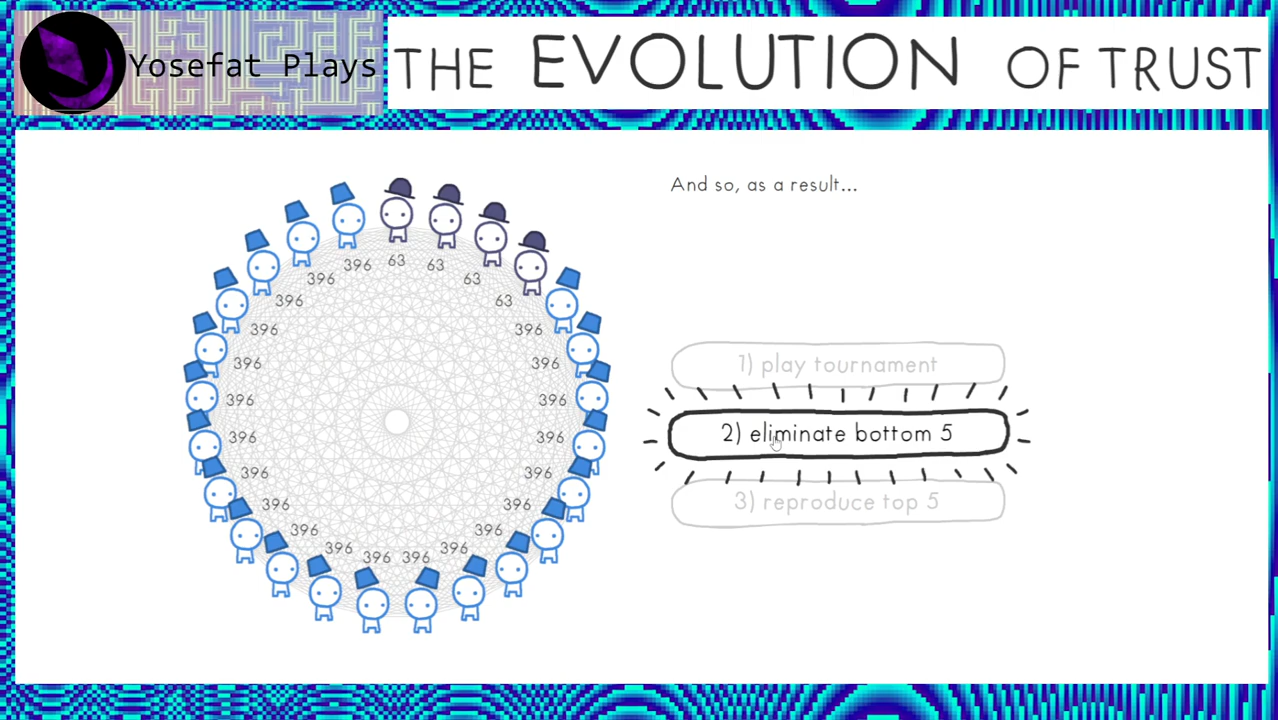 Yosefat Plays
THE EVOLUTION OF TRUST
And so, as a result...
396 396 63 63
396 63
396 63
396 396
396 396
396 396
396 396
396 396
396 396
396 396
396 396
396 396
1) play tournament
2) eliminate bottom 5
3) reproduce top 5